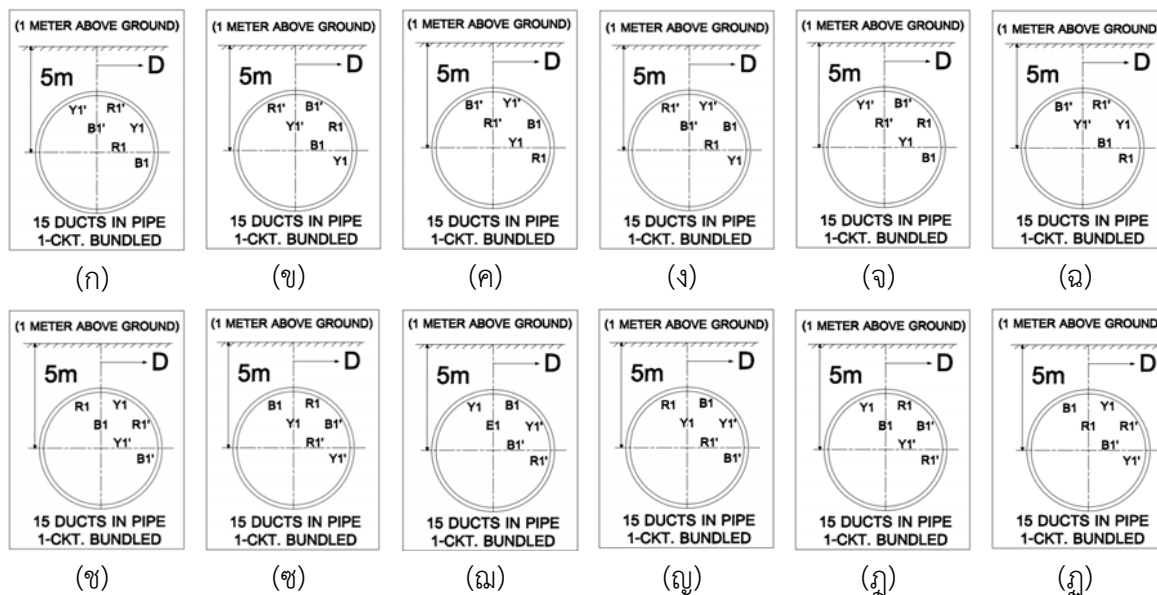 (1 METER ABOVE GROUND) (1 METER ABOVE GROUND) (1 METER ABOVE GROUND) (1 METER ABOVE GROUND) (1 METER ABOVE GROUND) (1 METER ABOVE GROUND)
5m D 5m D 5m D 5m D 5m D 5m D
Y1' R1' R1' B1' B1' Y1' R1' Y1' Y1' B1' B1' R1'
B1' Y1 Y1' R1 R1' B1 B1' B1 R1' R1 Y1' Y1
R1 B1 Y1 R1 Y1 B1
B1 Y1 R1 Y1 B1 R1
15 DUCTS IN PIPE 15 DUCTS IN PIPE 15 DUCTS IN PIPE 15 DUCTS IN PIPE 15 DUCTS IN PIPE 15 DUCTS IN PIPE
1-CKT. BUNDLED 1-CKT. BUNDLED 1-CKT. BUNDLED 1-CKT. BUNDLED 1-CKT. BUNDLED 1-CKT. BUNDLED
(ก) (ข) (ค) (ง) (จ) (ฉ)
(1 METER ABOVE GROUND) (1 METER ABOVE GROUND) (1 METER ABOVE GROUND) (1 METER ABOVE GROUND) (1 METER ABOVE GROUND) (1 METER ABOVE GROUND)
5m D 5m D 5m D 5m D 5m D 5m D
R1 Y1 B1 R1 Y1 B1 R1 B1 Y1 R1 B1 Y1
B1 R1' Y1 B1' E1 Y1' Y1 Y1' B1 B1' R1 R1'
Y1' R1' B1' R1' Y1' B1'
B1' Y1' R1' B1' R1' Y1'
15 DUCTS IN PIPE 15 DUCTS IN PIPE 15 DUCTS IN PIPE 15 DUCTS IN PIPE 15 DUCTS IN PIPE 15 DUCTS IN PIPE
1-CKT. BUNDLED 1-CKT. BUNDLED 1-CKT. BUNDLED 1-CKT. BUNDLED 1-CKT. BUNDLED 1-CKT. BUNDLED
(ช) (ซ) (ฌ) (ญ) (ฎ) (ฏ)